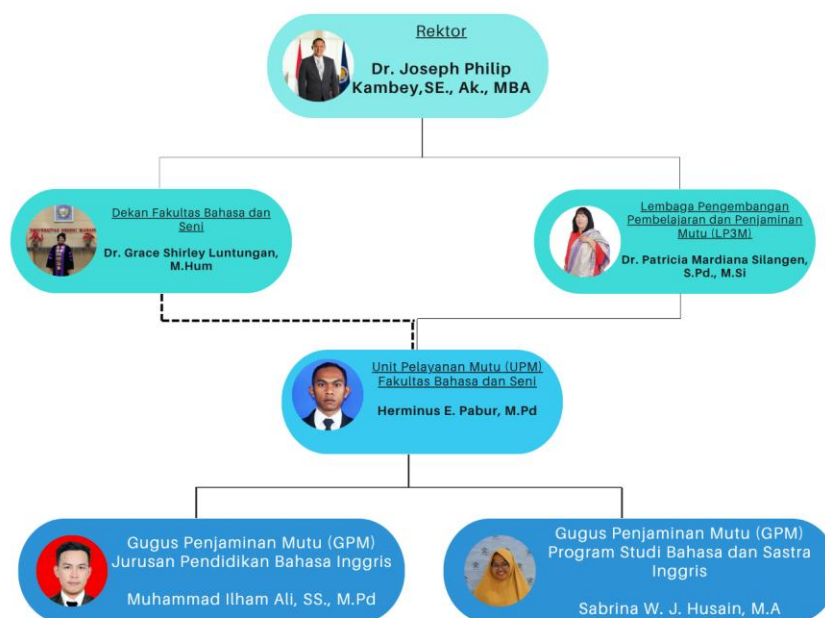 Rektor
Dr. Joseph Philip
Kambey,SE., Ak., MBA
Dekan Fakultas Bahasa dan
Seni
Dr. Grace Shirley Luntungan,
M.Hum
Lembaga Pengembangan
Pembelajaran dan Penjaminan
Mutu (LP3M)
Dr. Patricia Mardiana Silangen,
S.Pd., M.Si
Unit Pelayanan Mutu (UPM)
Fakultas Bahasa dan Seni
Herminus E. Pabur, M.Pd
Gugus Penjaminan Mutu (GPM)
Jurusan Pendidikan Bahasa Inggris
Muhammad Ilham Ali, SS., M.Pd
Gugus Penjaminan Mutu (GPM)
Program Studi Bahasa dan Sastra
Inggris
Sabrina W. J. Husain, M.A